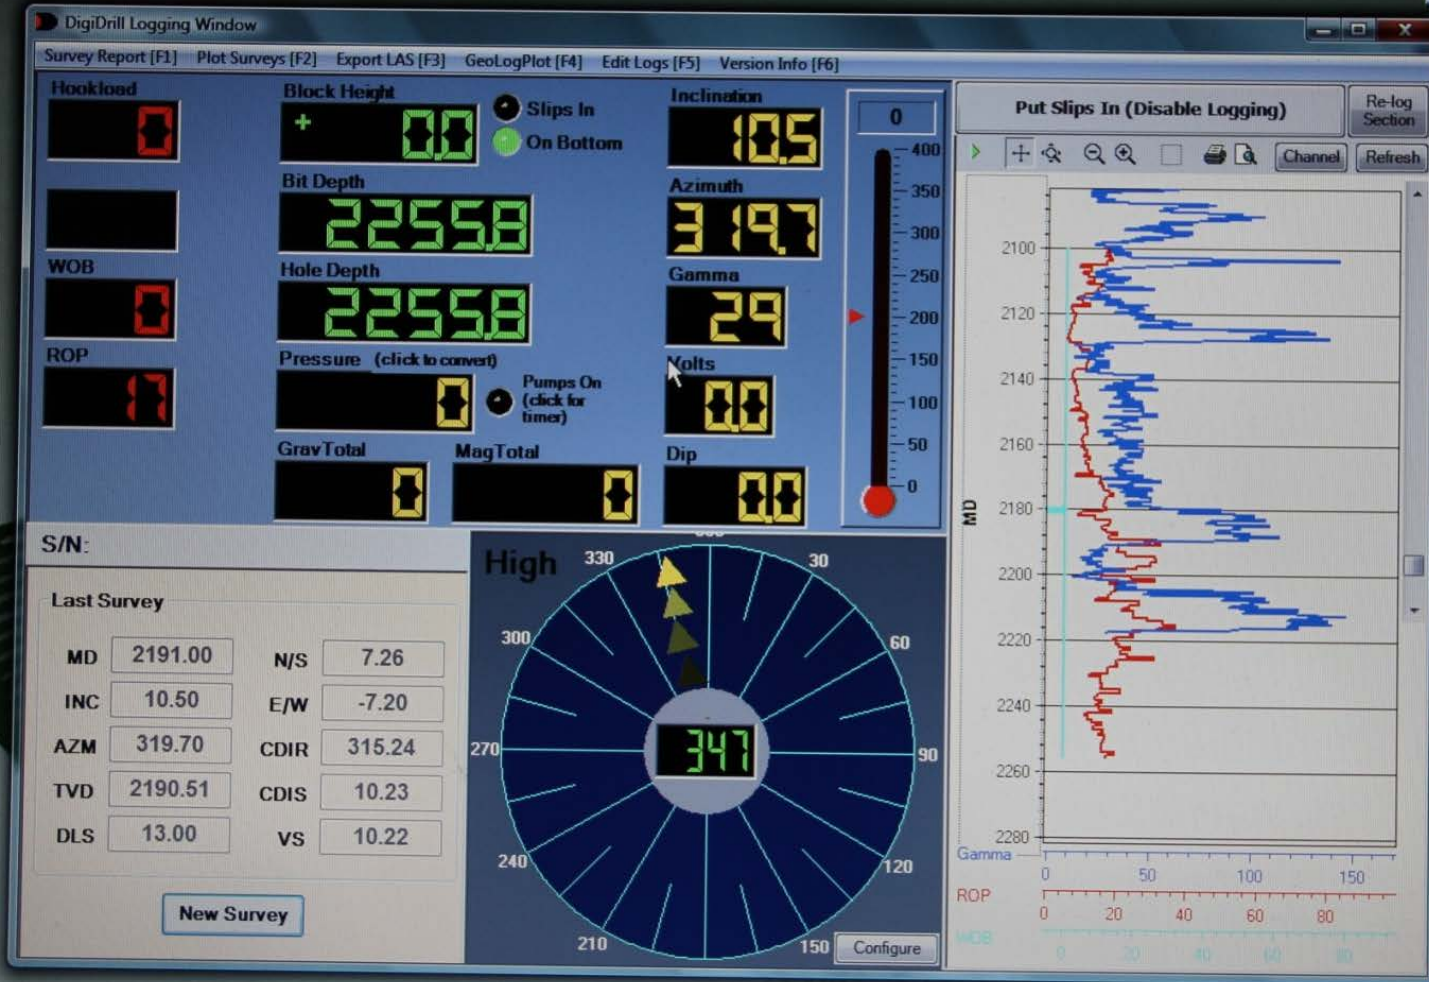 DigiDrill Logging Window
Survey Report [F1] Plot Surveys [F2] Export LAS [F3] GeoLogPlot [F4] Edit Logs [F5] Version Info [F6]
Hookload
0
WOB
0
ROP
17
Block Height
+ 0.0
Slips In
On Bottom
Bit Depth
2255.8
Hole Depth
2255.8
Pressure (click to convert)
0
Pumps On
(click for
timer)
GravTotal
0
MagTotal
0
Inclination
10.5
Azimuth
319.7
Gamma
29
Volts
0.0
Dip
0.0
0
400
350
300
250
200
150
100
50
0
Put Slips In (Disable Logging)
Re-log
Section
Channel
Refresh
MD
2100
2120
2140
2160
2180
2200
2220
2240
2260
2280
Gamma
0 50 100 150
ROP
0 20 40 60 80
WOB
0 20 40 60 80
S/N:
Last Survey
MD 2191.00 N/S 7.26
INC 10.50 E/W -7.20
AZM 319.70 CDIR 315.24
TVD 2190.51 CDIS 10.23
DLS 13.00 VS 10.22
New Survey
High
330
30
300
60
270
347
90
240
120
210
150
Configure